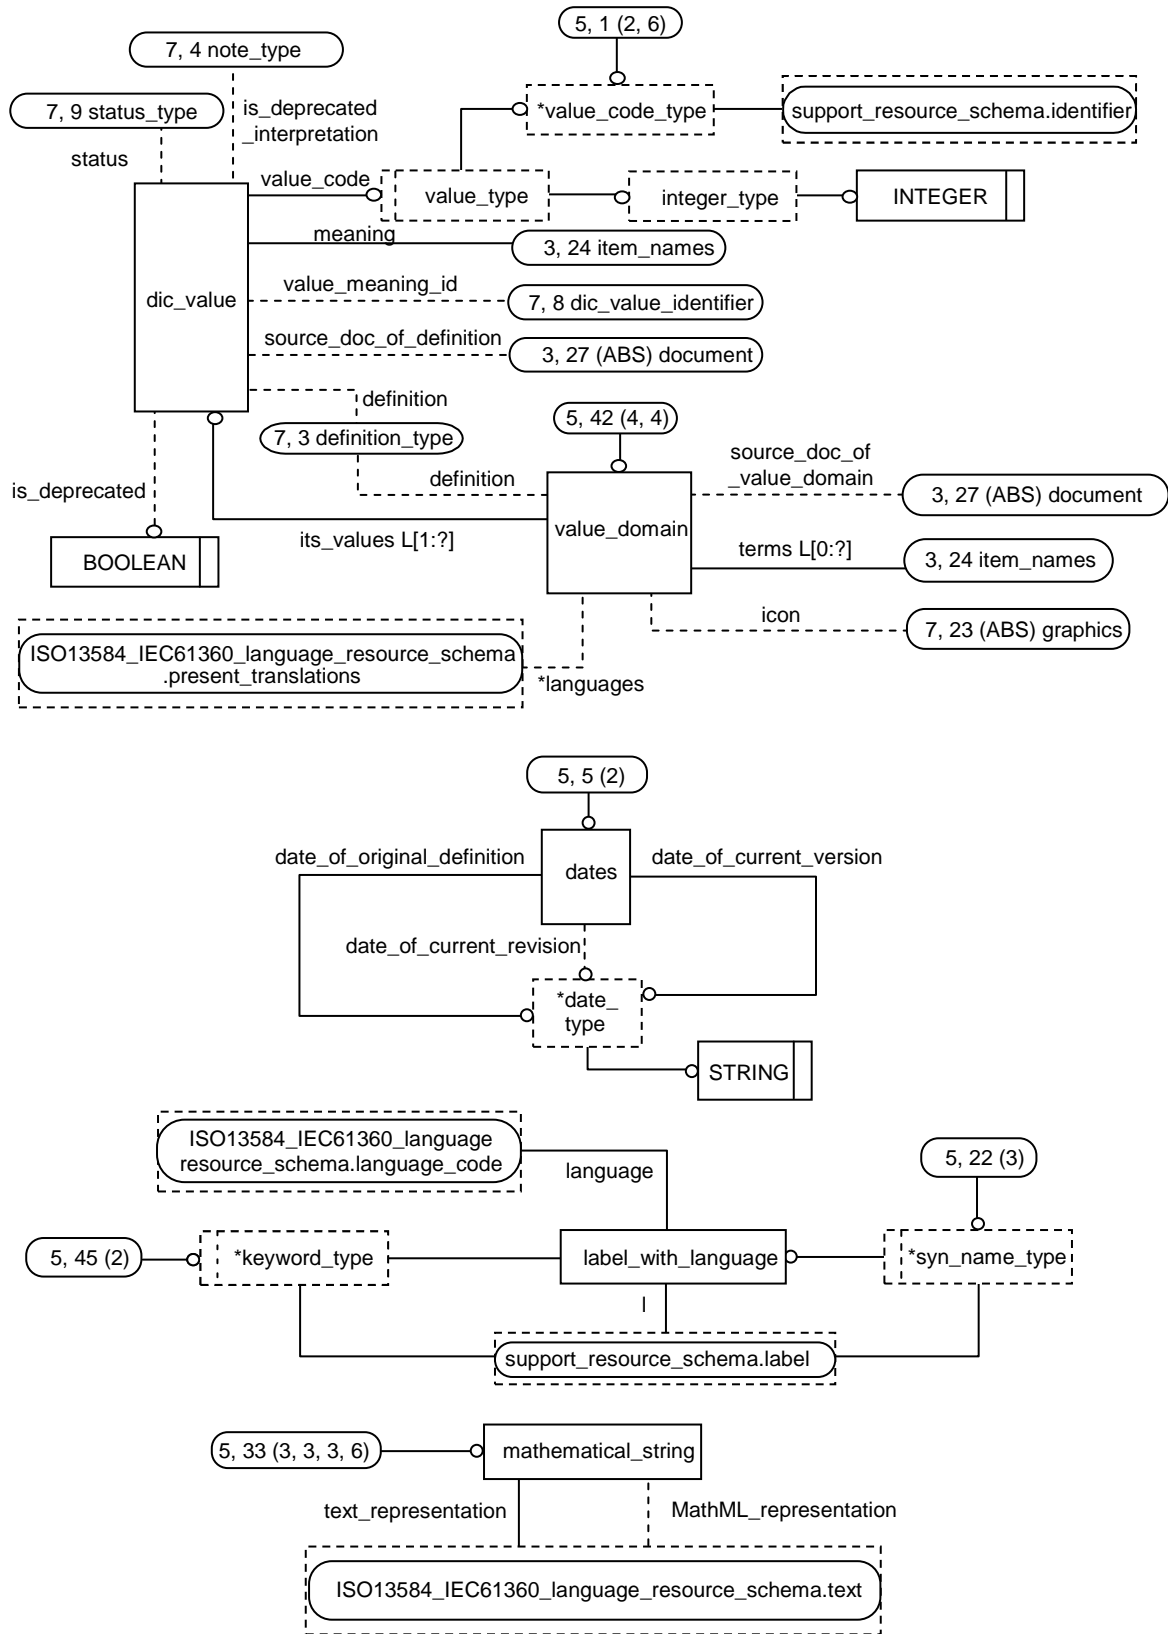 5, 1 (2, 6)
7, 4 note_type
7, 9 status_type
is_deprecated
_interpretation
*value_code_type
support_resource_schema.identifier
status
value_code
value_type
integer_type
INTEGER
meaning
3, 24 item_names
dic_value
value_meaning_id
7, 8 dic_value_identifier
source_doc_of_definition
3, 27 (ABS) document
definition
5, 42 (4, 4)
7, 3 definition_type
source_doc_of
_value_domain
is_deprecated
definition
3, 27 (ABS) document
value_domain
its_values L[1:?]
terms L[0:?]
BOOLEAN
3, 24 item_names
icon
7, 23 (ABS) graphics
ISO13584_IEC61360_language_resource_schema
.present_translations
*languages
5, 5 (2)
date_of_original_definition
dates
date_of_current_version
date_of_current_revision
*date_
type
STRING
ISO13584_IEC61360_language
resource_schema.language_code
language
5, 22 (3)
5, 45 (2)
*keyword_type
label_with_language
*syn_name_type
l
support_resource_schema.label
5, 33 (3, 3, 3, 6)
mathematical_string
text_representation
MathML_representation
ISO13584_IEC61360_language_resource_schema.text